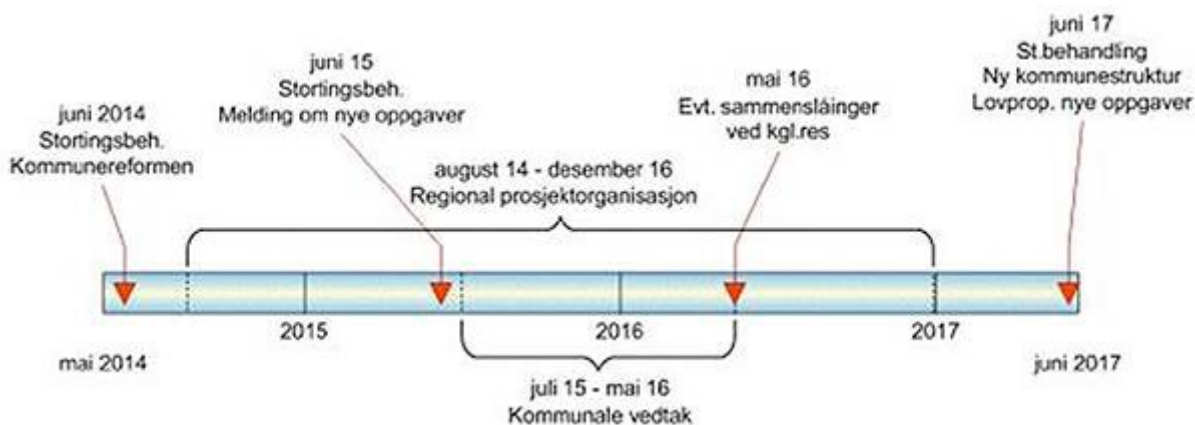 juni 2014
Stortingsbeh.
Kommunereformen
juni 15
Stortingsbeh.
Melding om nye oppgaver
august 14 - desember 16
Regional prosjektorganisasjon
mai 16
Evt. sammenslåinger
ved kgl.res
juni 17
St.behandling
Ny kommunestruktur
Lovprop. nye oppgaver
2015
2016
2017
mai 2014
juni 2017
juli 15 - mai 16
Kommunale vedtak